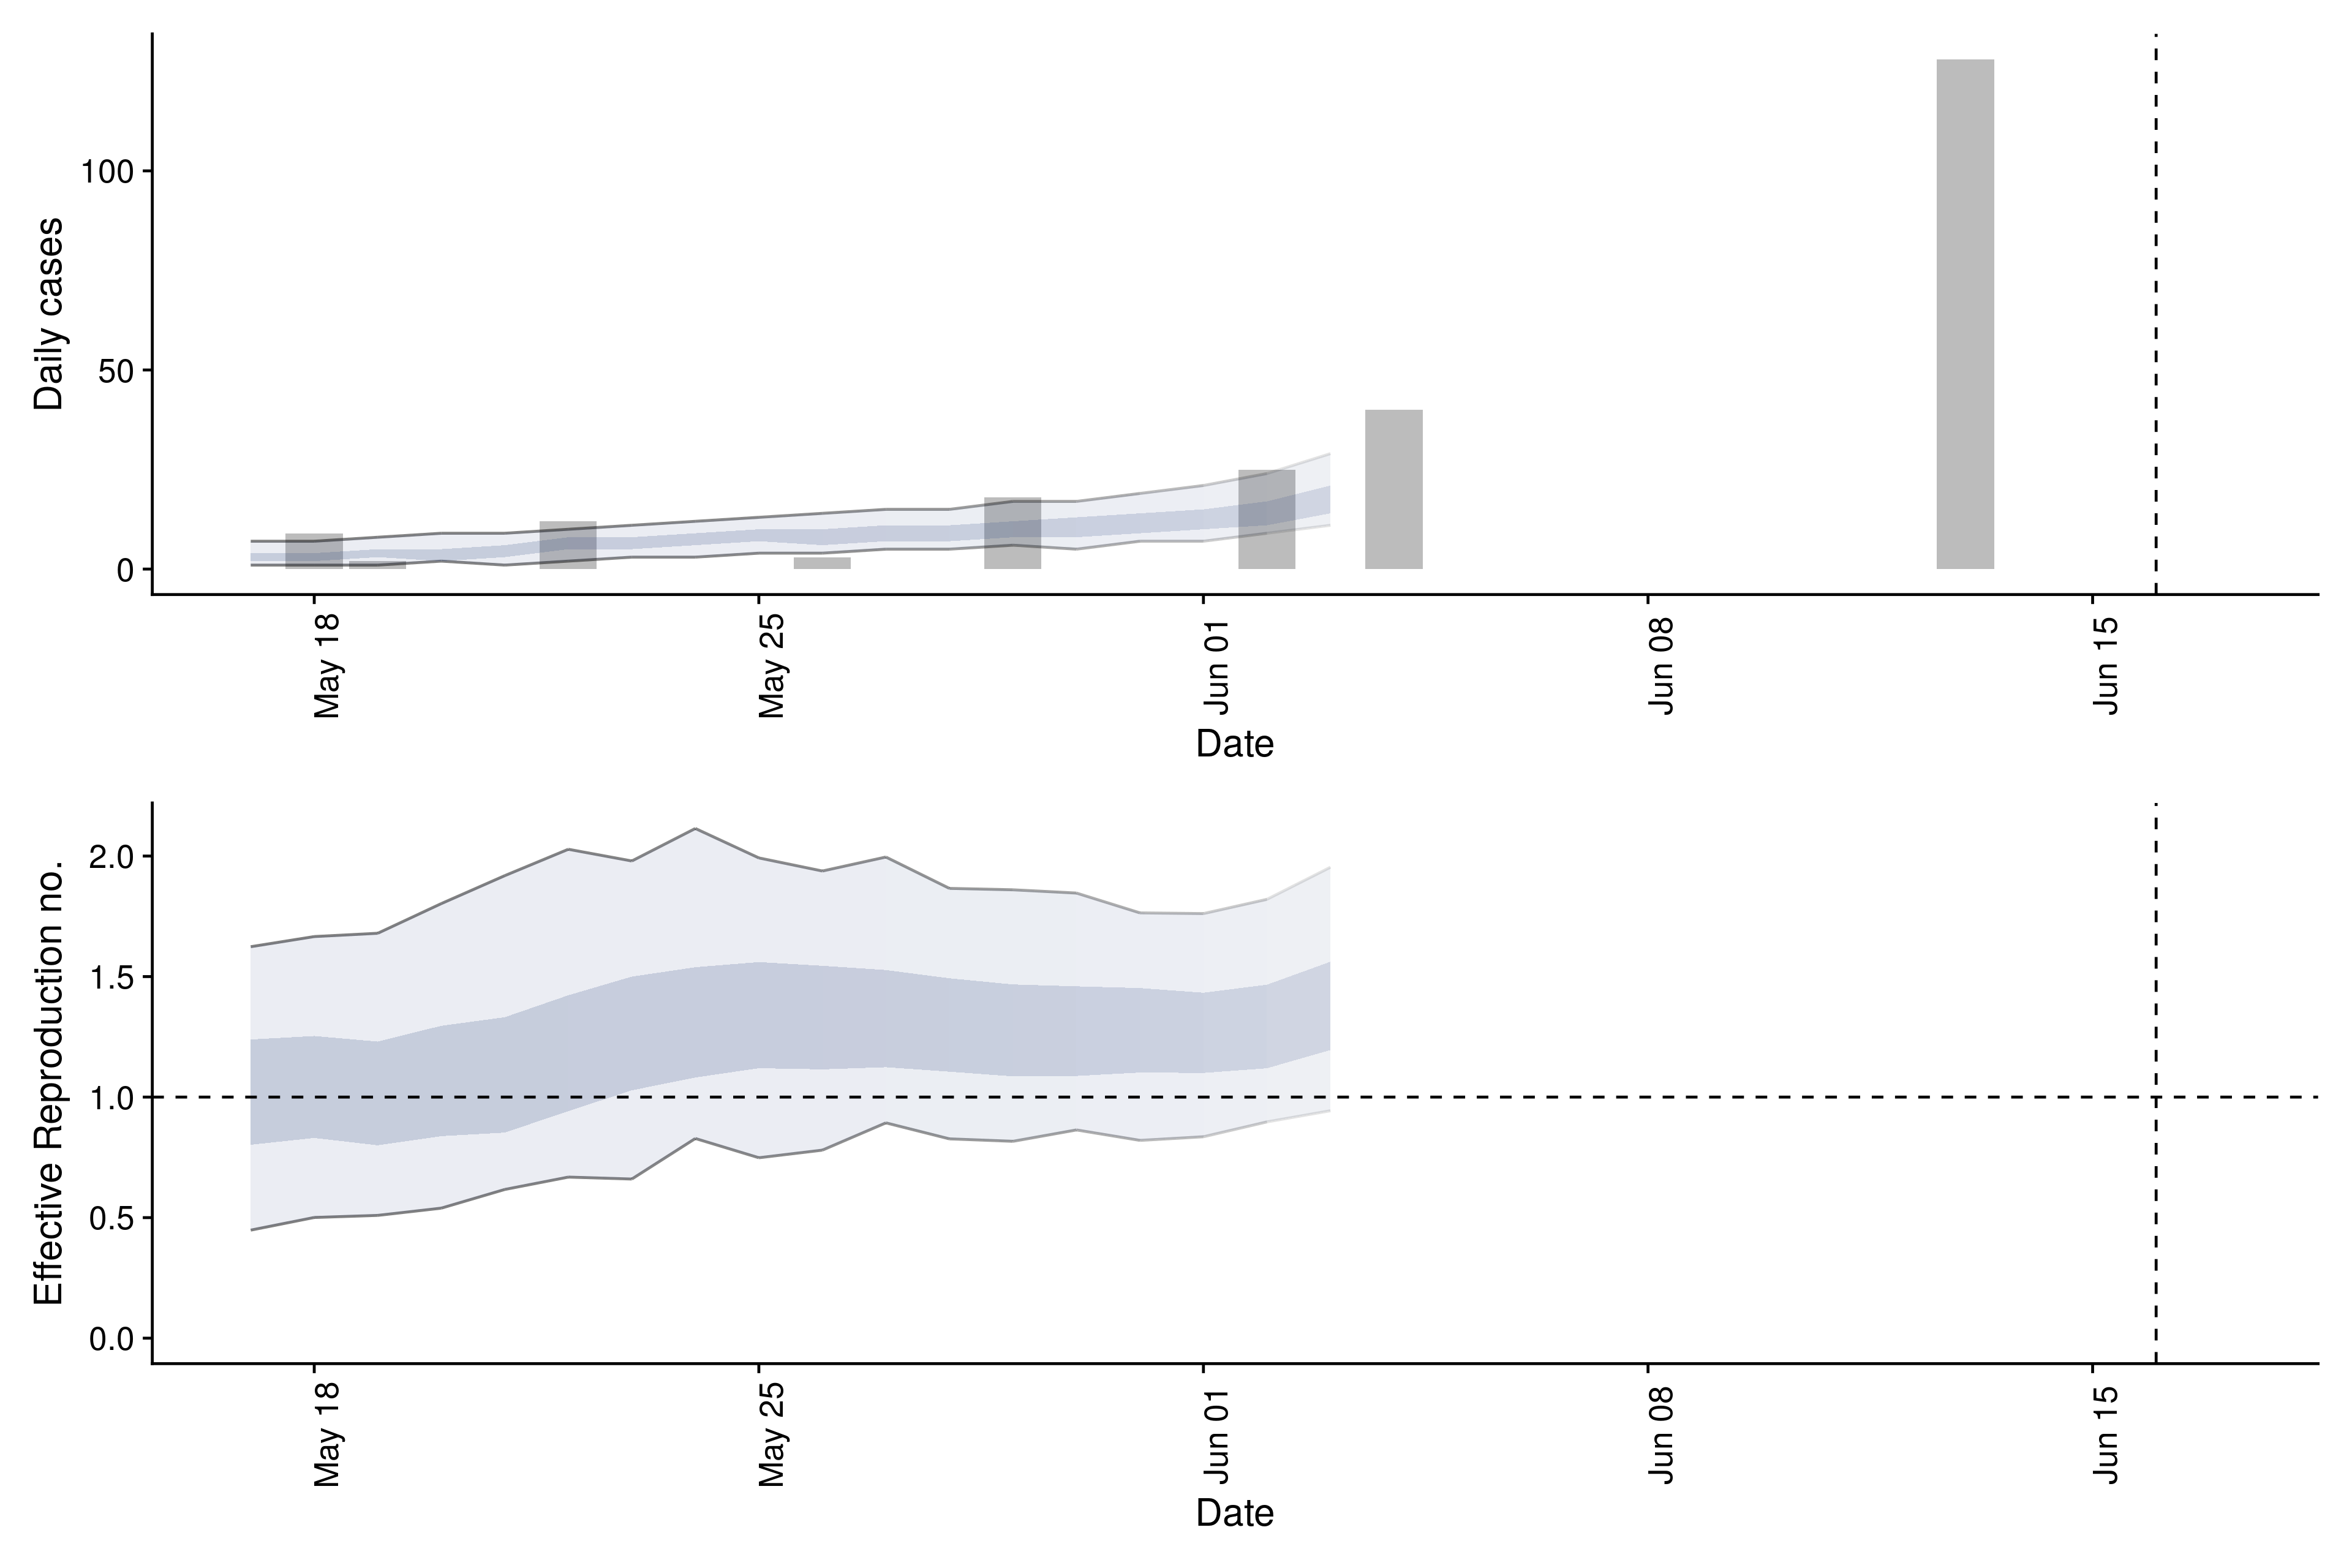 Daily cases
100
50
0
May 18
May 25
Jun 01
Jun 08
Jun 15
Date
Effective Reproduction no.
2.0
1.5
1.0
0.5
0.0
May 18
May 25
Jun 01
Jun 08
Jun 15
Date